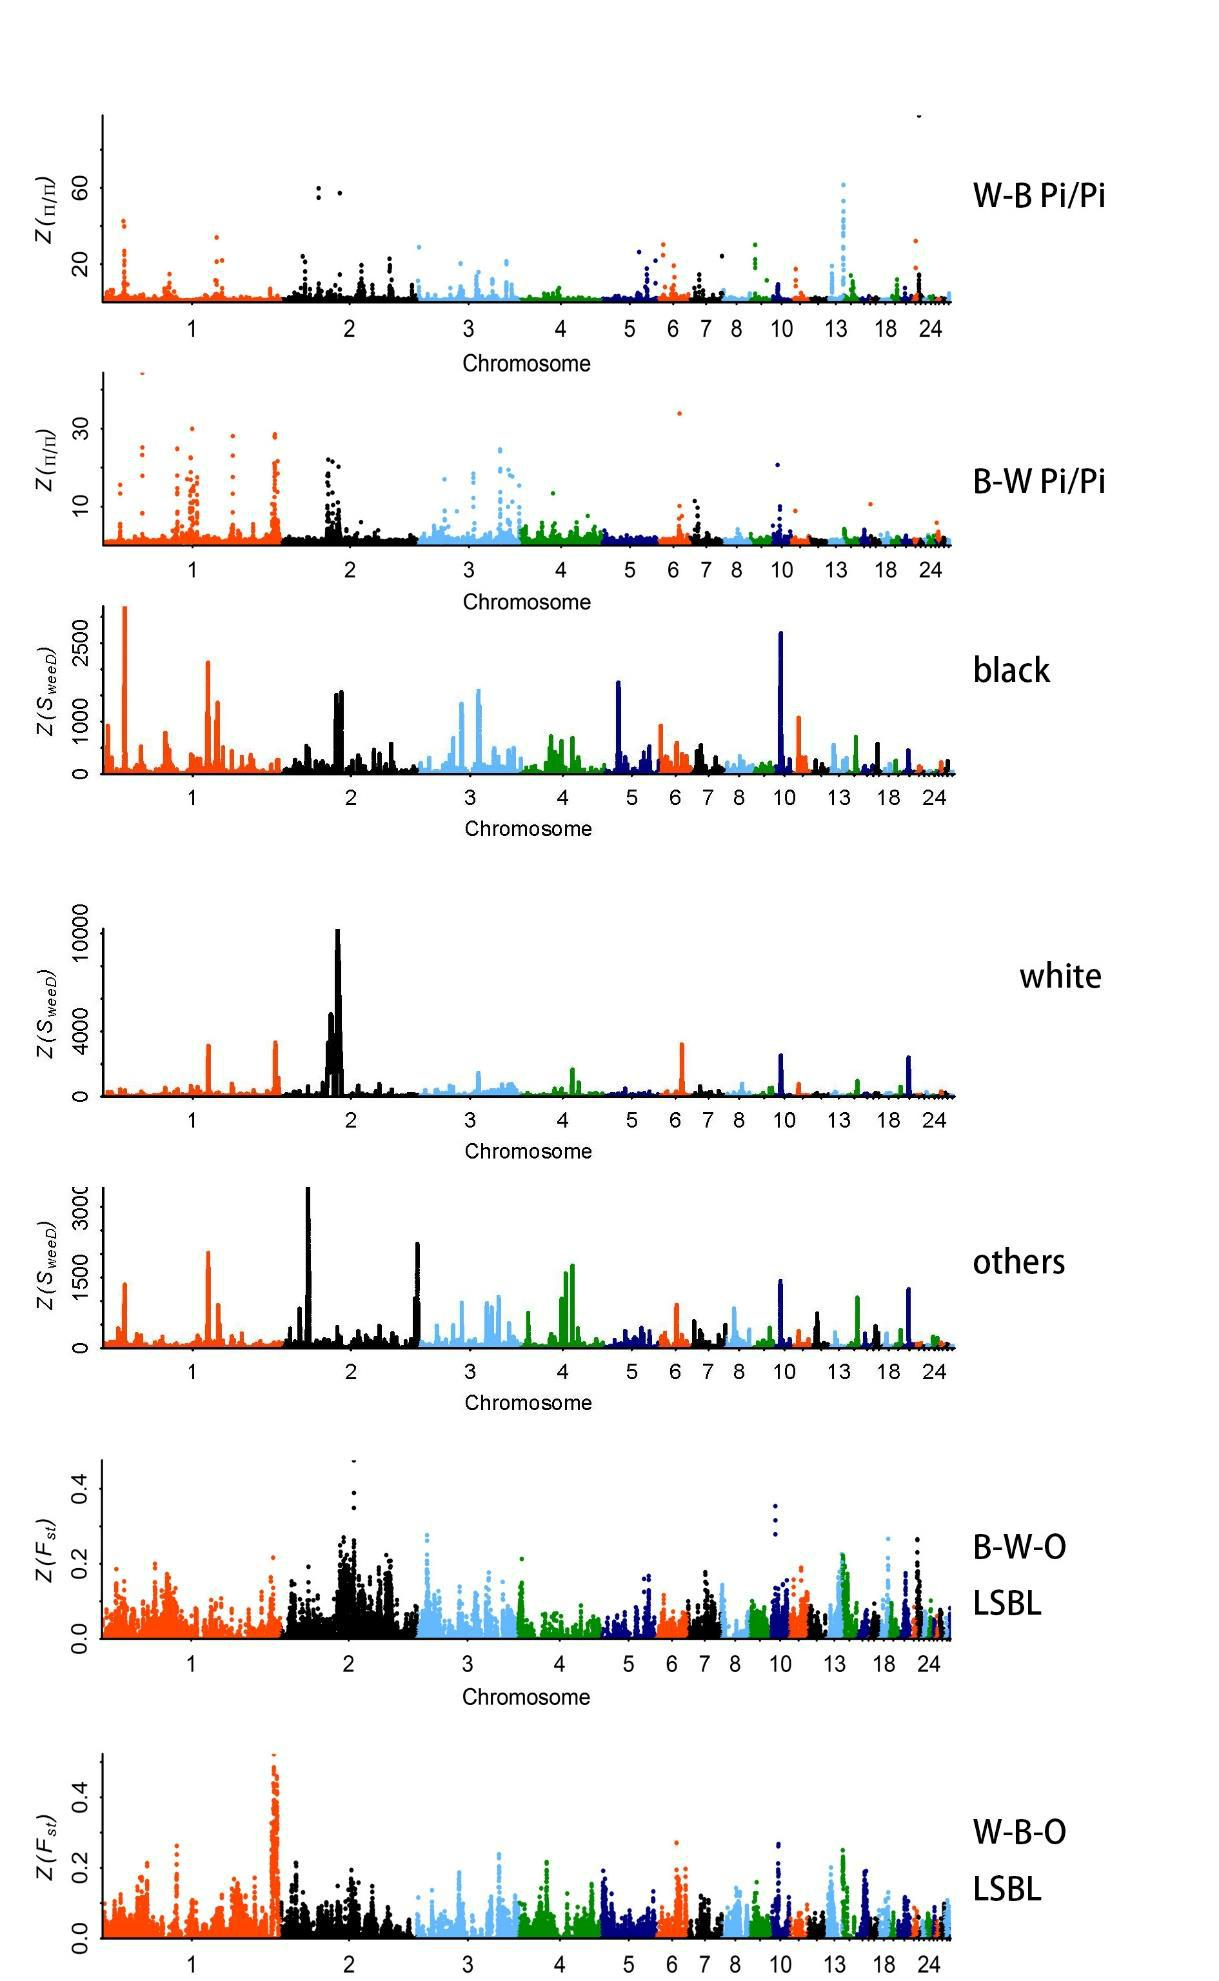 Z(π/π)
60
20
W-B Pi/Pi
1 2 3 4 5 6 7 8 10 13 18 24
Chromosome
Z(π/π)
30
10
B-W Pi/Pi
1 2 3 4 5 6 7 8 10 13 18 24
Chromosome
Z(SweeD)
2500
1000
0
black
1 2 3 4 5 6 7 8 10 13 18 24
Chromosome
Z(SweeD)
10000
4000
0
white
1 2 3 4 5 6 7 8 10 13 18 24
Chromosome
Z(SweeD)
3000
1500
0
others
1 2 3 4 5 6 7 8 10 13 18 24
Chromosome
Z(Fst)
0.4
0.2
0.0
B-W-O
LSBL
1 2 3 4 5 6 7 8 10 13 18 24
Chromosome
Z(Fst)
0.4
0.2
0.0
W-B-O
LSBL
1 2 3 4 5 6 7 8 10 13 18 24